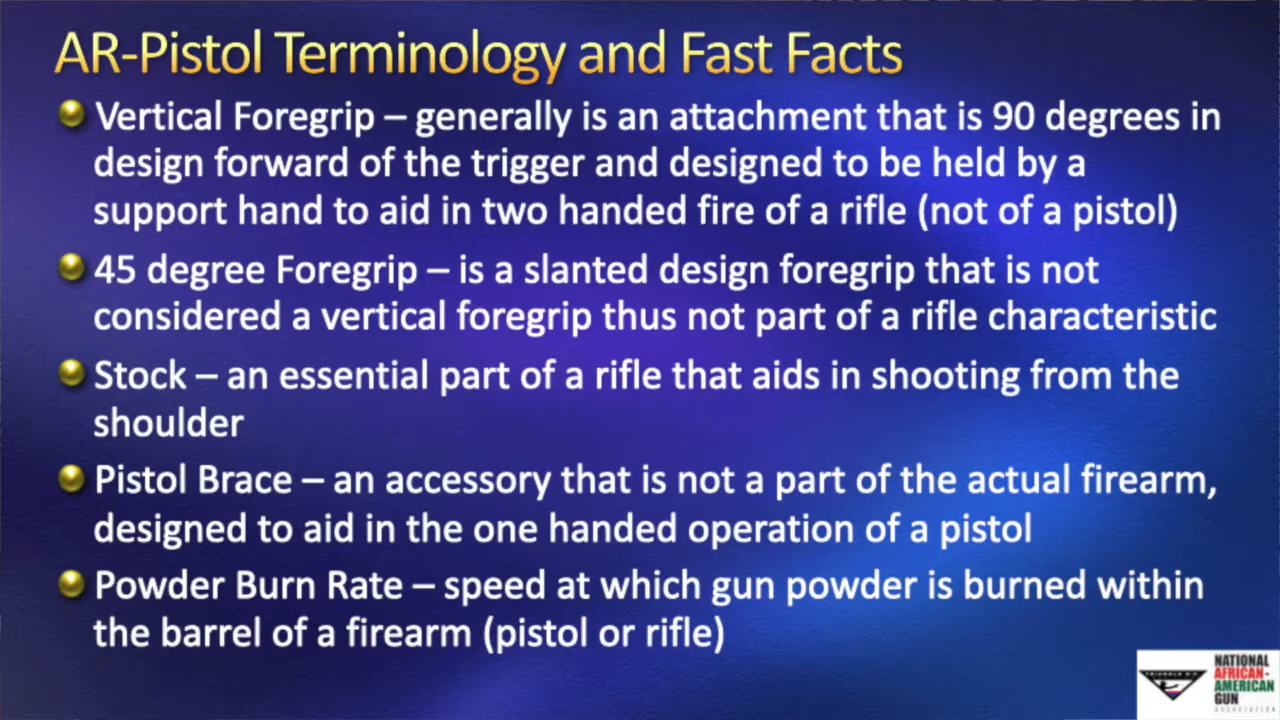 AR-Pistol Terminology and Fast Facts
Vertical Foregrip – generally is an attachment that is 90 degrees in
design forward of the trigger and designed to be held by a
support hand to aid in two handed fire of a rifle (not of a pistol)
45 degree Foregrip – is a slanted design foregrip that is not
considered a vertical foregrip thus not part of a rifle characteristic
Stock – an essential part of a rifle that aids in shooting from the
shoulder
Pistol Brace – an accessory that is not a part of the actual firearm,
designed to aid in the one handed operation of a pistol
Powder Burn Rate – speed at which gun powder is burned within
the barrel of a firearm (pistol or rifle)
NATIONAL
AFRICAN-
AMERICAN
GUN
ASSOCIATION